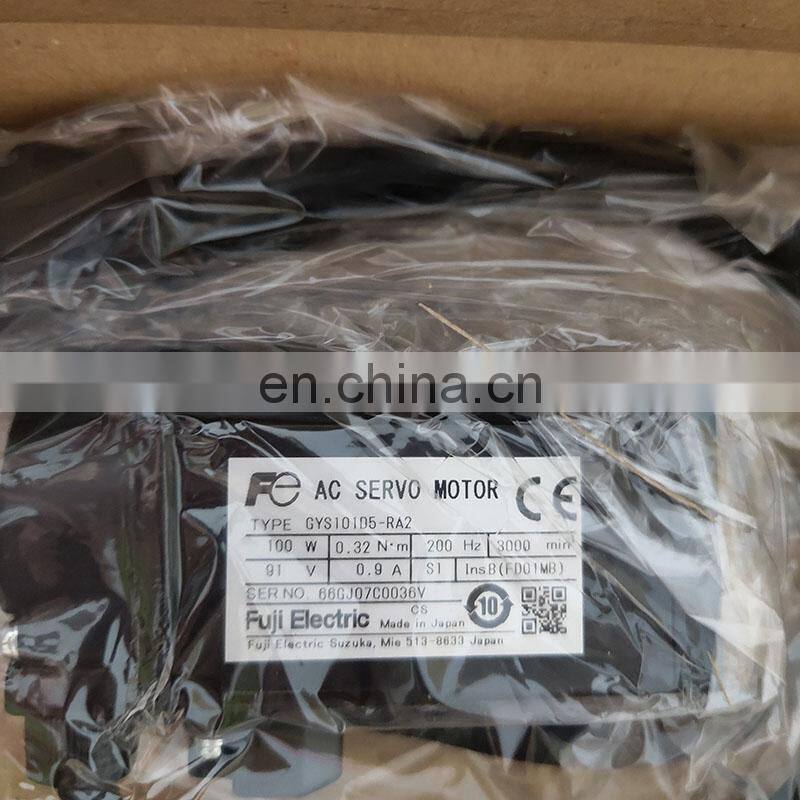 en.china.cn
Fe AC SERVO MOTOR CE
TYPE GYS101D5-RA2
100 W 0.32 N·m 200 Hz 3000 min
91 V 0.9 A S1 InsB(FD01MB)
SER.NO. 66GJ07C0036V
CS 10
Fuji Electric Made in Japan
Fuji Electric Suzuka, Mie 513-8633 Japan